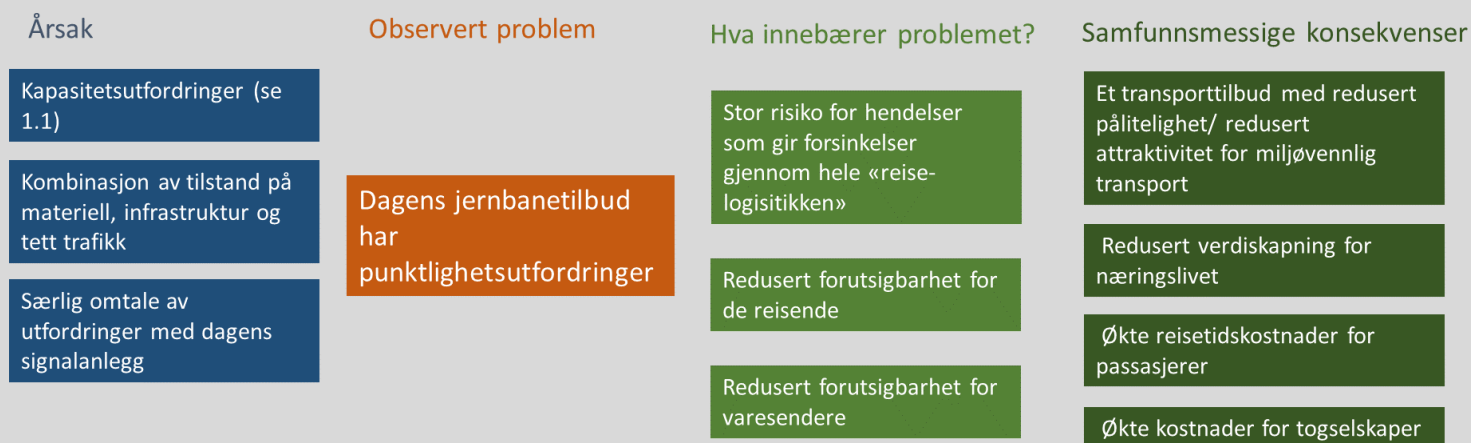 Årsak
Kapasitetsutfordringer (se
1.1)
Kombinasjon av tilstand på
materiell, infrastruktur og
tett trafikk
Særlig omtale av
utfordringer med dagens
signalanlegg
Observert problem
Dagens jernbanetilbud
har
punktlighetsutfordringer
Hva innebærer problemet?
Stor risiko for hendelser
som gir forsinkelser
gjennom hele «reise-
logisitikken»
Redusert forutsigbarhet for
de reisende
Redusert forutsigbarhet for
varesendere
Samfunnsmessige konsekvenser
Et transporttilbud med redusert
pålitelighet/ redusert
attraktivitet for miljøvennlig
transport
Redusert verdiskapning for
næringslivet
Økte reisetidskostnader for
passasjerer
Økte kostnader for togselskaper